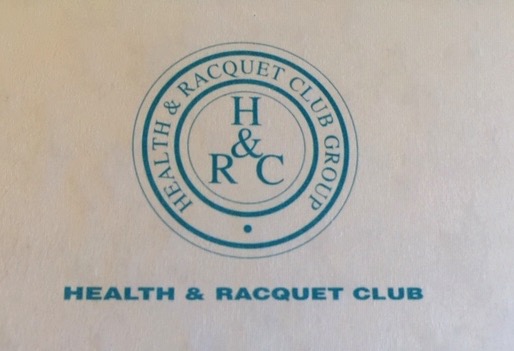 HEALTH & RACQUET CLUB GROUP
H
&
R C
HEALTH & RACQUET CLUB